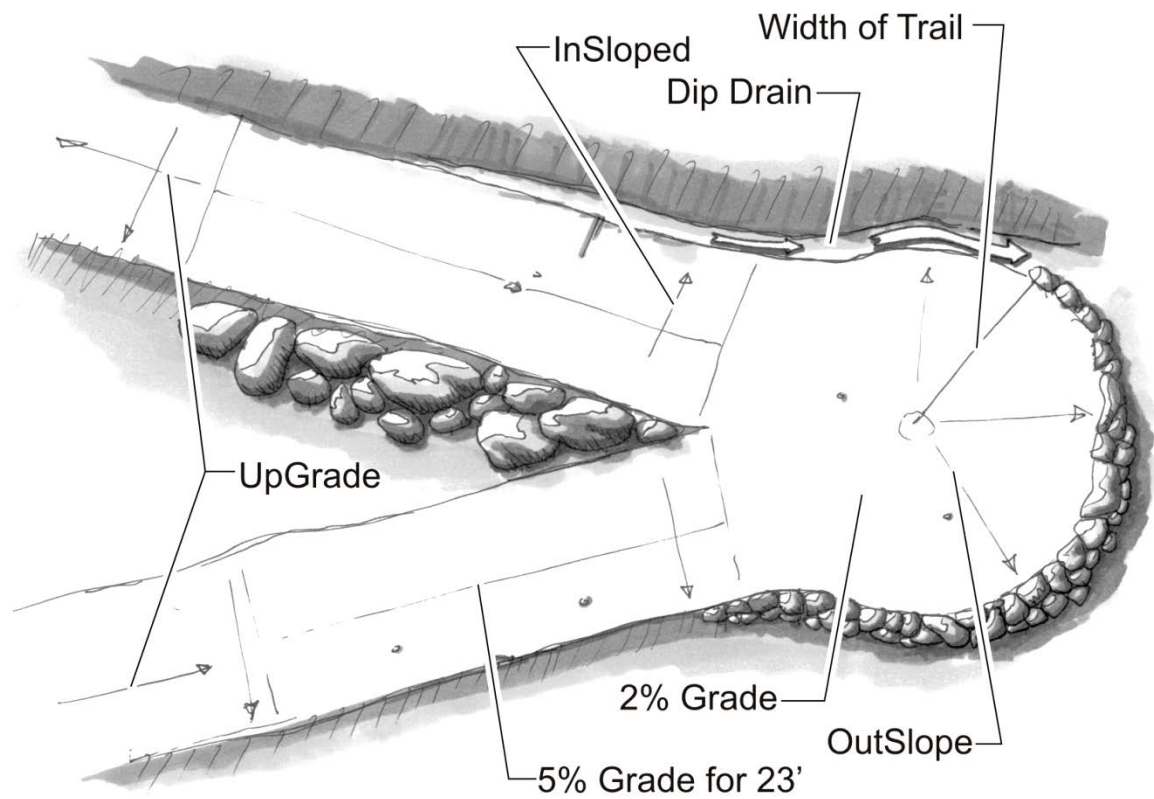 Width of Trail
InSloped
Dip Drain
UpGrade
2% Grade
OutSlope
5% Grade for 23’